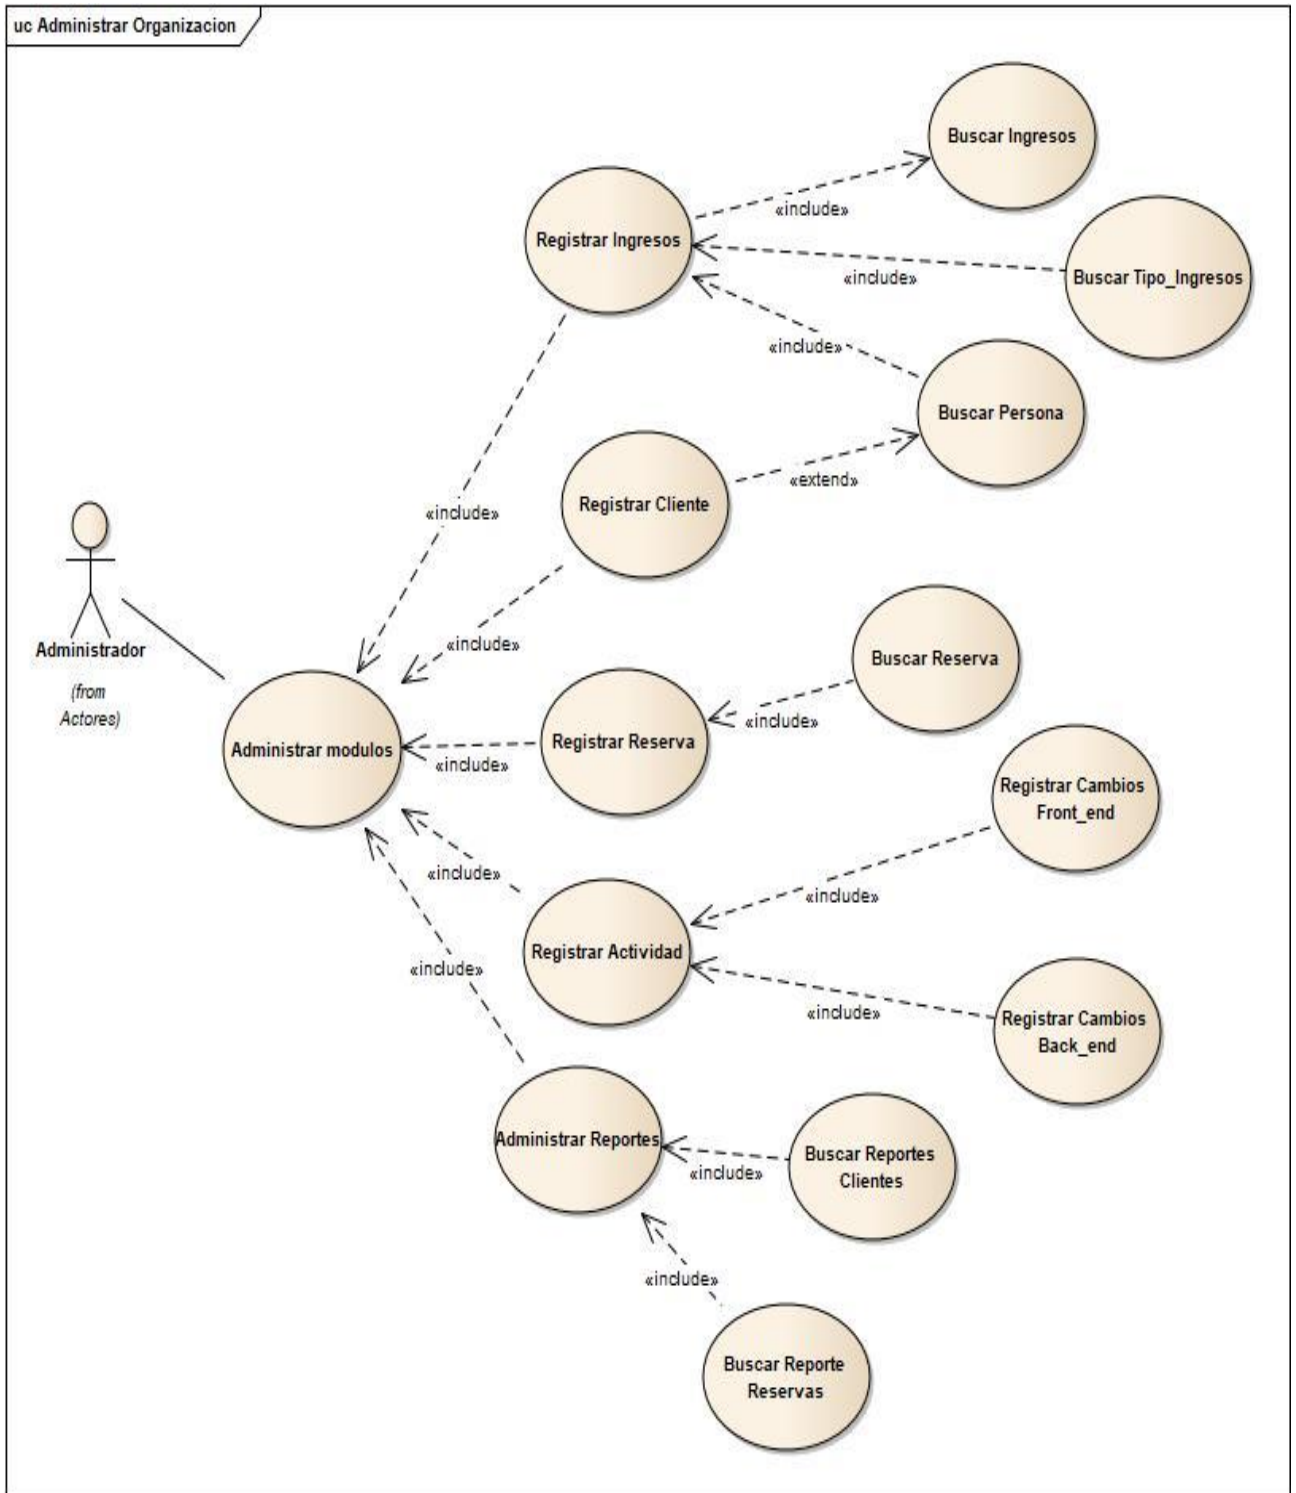 uc Administrar Organizacion
Buscar Ingresos
«include»
Registrar Ingresos
«include»
Buscar Tipo_Ingresos
«include»
Buscar Persona
«extend»
Registrar Cliente
«include»
Administrador
(from
Actores)
«include»
Buscar Reserva
«include»
Registrar Reserva
Administrar modulos
«include»
Registrar Cambios
Front_end
«include»
«include»
Registrar Actividad
«include»
«include»
Registrar Cambios
Back_end
Administrar Reportes
«include»
Buscar Reportes
Clientes
«include»
Buscar Reporte
Reservas